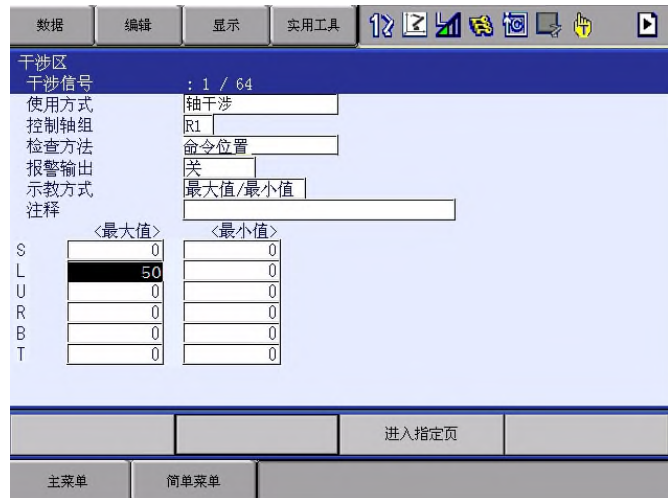 数据 编辑 显示 实用工具
干涉区
干涉信号 : 1 / 64
使用方式 轴干涉
控制轴组 R1
检查方法 命令位置
报警输出 关
示教方式 最大值/最小值
注释
<最大值> <最小值>
S 0 0
L 50 0
U 0 0
R 0 0
B 0 0
T 0 0
进入指定页
主菜单 简单菜单